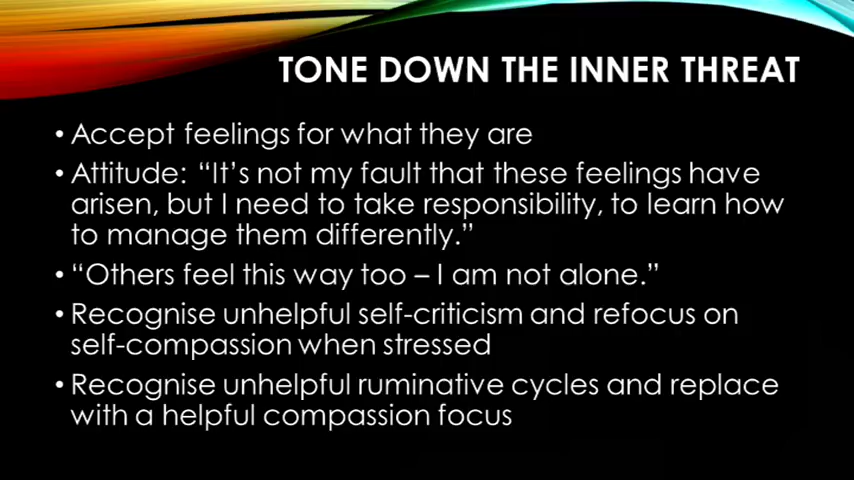 TONE DOWN THE INNER THREAT
• Accept feelings for what they are
• Attitude: “It’s not my fault that these feelings have
arisen, but I need to take responsibility, to learn how
to manage them differently.”
• “Others feel this way too – I am not alone.”
• Recognise unhelpful self-criticism and refocus on
self-compassion when stressed
• Recognise unhelpful ruminative cycles and replace
with a helpful compassion focus